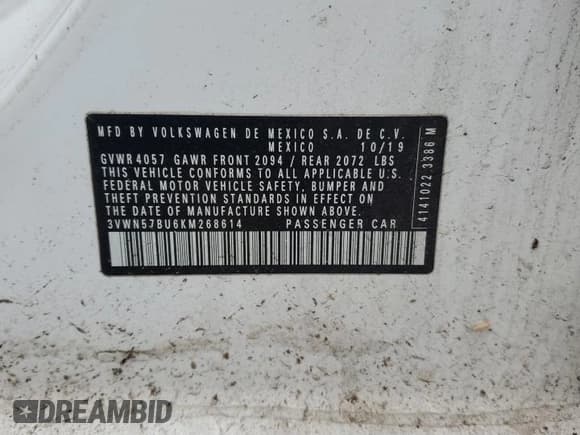 MFD BY VOLKSWAGEN DE MEXICO S.A. DE C.V.
MEXICO 10/19
GVWR 4057 GAWR FRONT 2094 / REAR 2072 LBS
THIS VEHICLE CONFORMS TO ALL APPLICABLE U.S.
FEDERAL MOTOR VEHICLE SAFETY, BUMPER AND
THEFT PREVENTION STANDARDS IN EFFECT ON
THE DATE OF MANUFACTURE SHOWN ABOVE.
3VWN57BU6KM268614 PASSENGER CAR
4141022 3386 M
DREAMBID